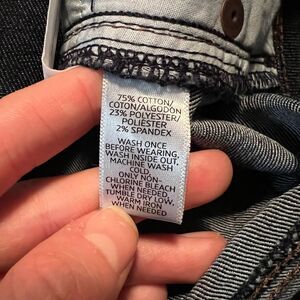 75% COTTON/
COTON/ALGODON
23% POLYESTER/
POLIÉSTER
2% SPANDEX
WASH ONCE
BEFORE WEARING,
WASH INSIDE OUT.
MACHINE WASH
COLD.
ONLY NON-
CHLORINE BLEACH
WHEN NEEDED.
TUMBLE DRY LOW.
WARM IRON
WHEN NEEDED